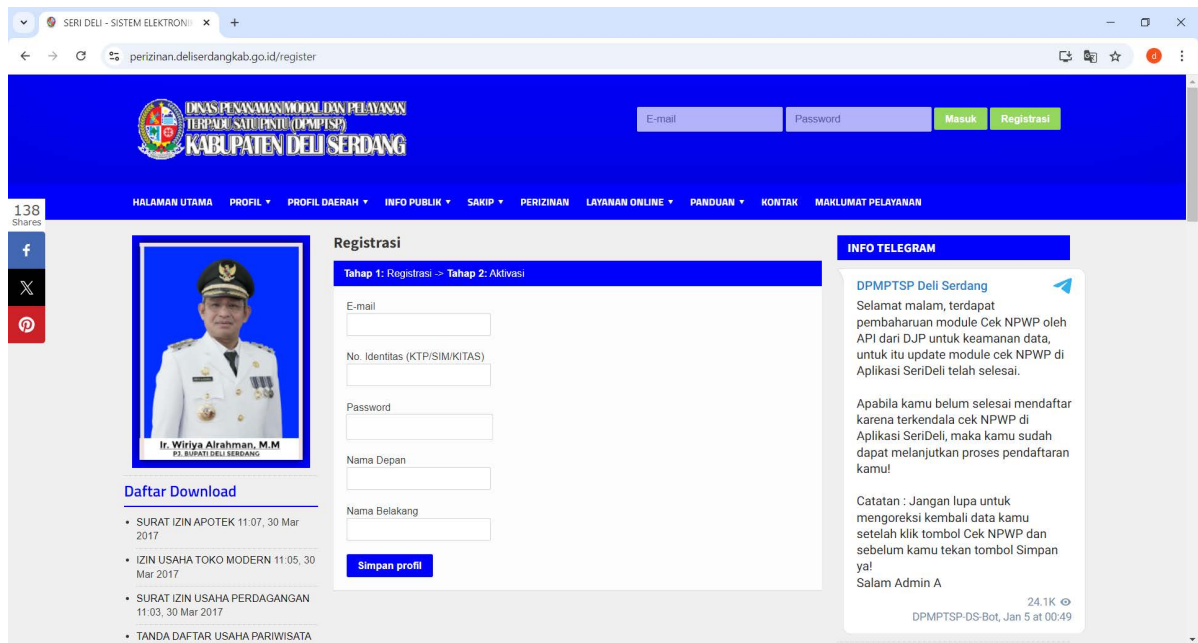 SERI DELI - SISTEM ELEKTRONI
perizinan.deliserdangkab.go.id/register
d
DINAS PENANAMAN MODAL DAN PELAYANAN
TERPADU SATU PINTU (DPMPTSP)
KABUPATEN DELI SERDANG
E-mail
Password
Masuk
Registrasi
HALAMAN UTAMA PROFIL PROFIL DAERAH INFO PUBLIK SAKIP PERIZINAN LAYANAN ONLINE PANDUAN KONTAK MAKLUMAT PELAYANAN
138
Shares
Ir. Wiriya Alrahman, M.M
PJ. BUPATI DELI SERDANG
Daftar Download
• SURAT IZIN APOTEK 11:07, 30 Mar
2017
• IZIN USAHA TOKO MODERN 11:05, 30
Mar 2017
• SURAT IZIN USAHA PERDAGANGAN
11:03, 30 Mar 2017
• TANDA DAFTAR USAHA PARIWISATA
Registrasi
Tahap 1: Registrasi -> Tahap 2: Aktivasi
E-mail
No. Identitas (KTP/SIM/KITAS)
Password
Nama Depan
Nama Belakang
Simpan profil
INFO TELEGRAM
DPMPTSP Deli Serdang
Selamat malam, terdapat
pembaharuan module Cek NPWP oleh
API dari DJP untuk keamanan data,
untuk itu update module cek NPWP di
Aplikasi SeriDeli telah selesai.
Apabila kamu belum selesai mendaftar
karena terkendala cek NPWP di
Aplikasi SeriDeli, maka kamu sudah
dapat melanjutkan proses pendaftaran
kamu!
Catatan : Jangan lupa untuk
mengoreksi kembali data kamu
setelah klik tombol Cek NPWP dan
sebelum kamu tekan tombol Simpan
ya!
Salam Admin A
24.1K
DPMPTSP-DS-Bot, Jan 5 at 00:49